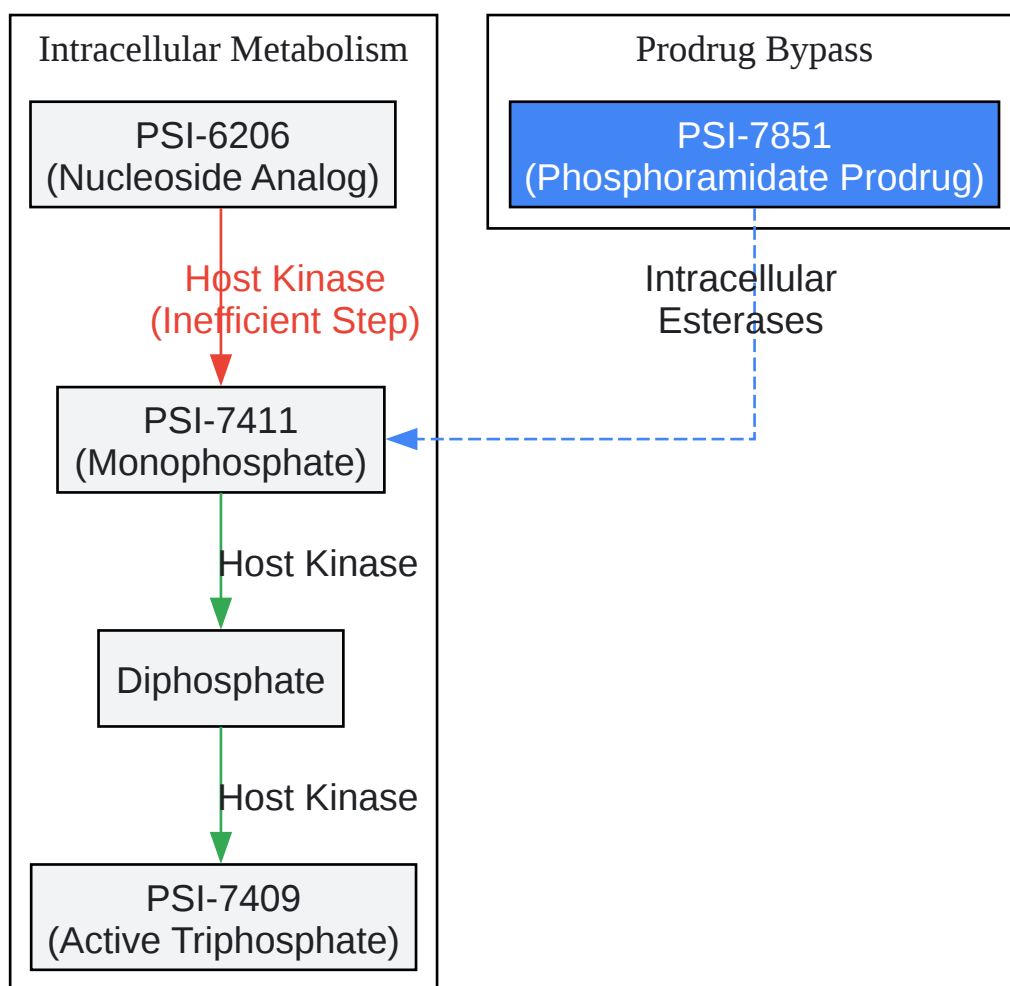 Intracellular Metabolism
PSI-6206
(Nucleoside Analog)
Host Kinase
(Inefficient Step)
PSI-7411
(Monophosphate)
Host Kinase
Diphosphate
Host Kinase
PSI-7409
(Active Triphosphate)
Prodrug Bypass
PSI-7851
(Phosphoramidate Prodrug)
Intracellular
Esterases